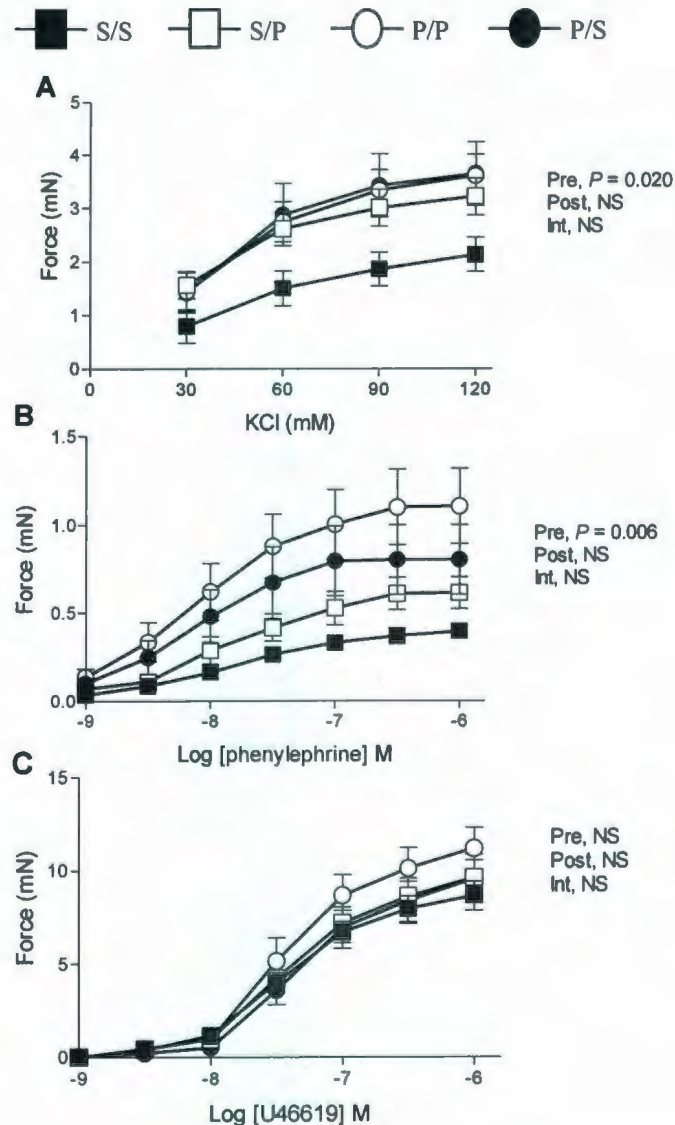 S/S S/P P/P P/S
A
5
4
3
2
1
0
Force (mN)
0 30 60 90 120
KCl (mM)
Pre, P = 0.020
Post, NS
Int, NS
B
1.5
1.0
0.5
0.0
Force (mN)
-9 -8 -7 -6
Log [phenylephrine] M
Pre, P = 0.006
Post, NS
Int, NS
C
15
10
5
0
Force (mN)
-9 -8 -7 -6
Log [U46619] M
Pre, NS
Post, NS
Int, NS